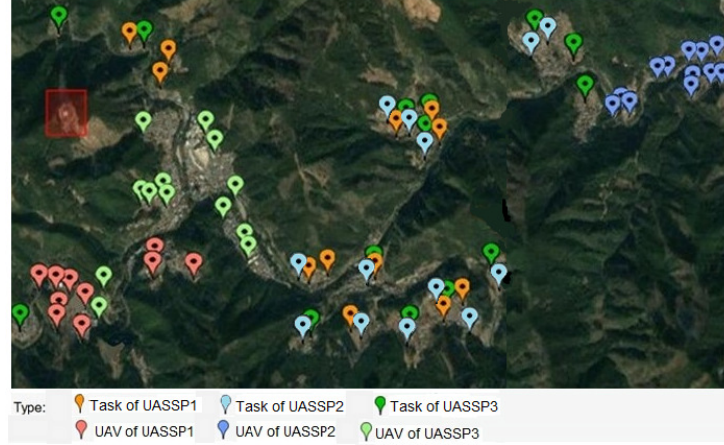 Type: Task of UASSP1 Task of UASSP2 Task of UASSP3
UAV of UASSP1 UAV of UASSP2 UAV of UASSP3